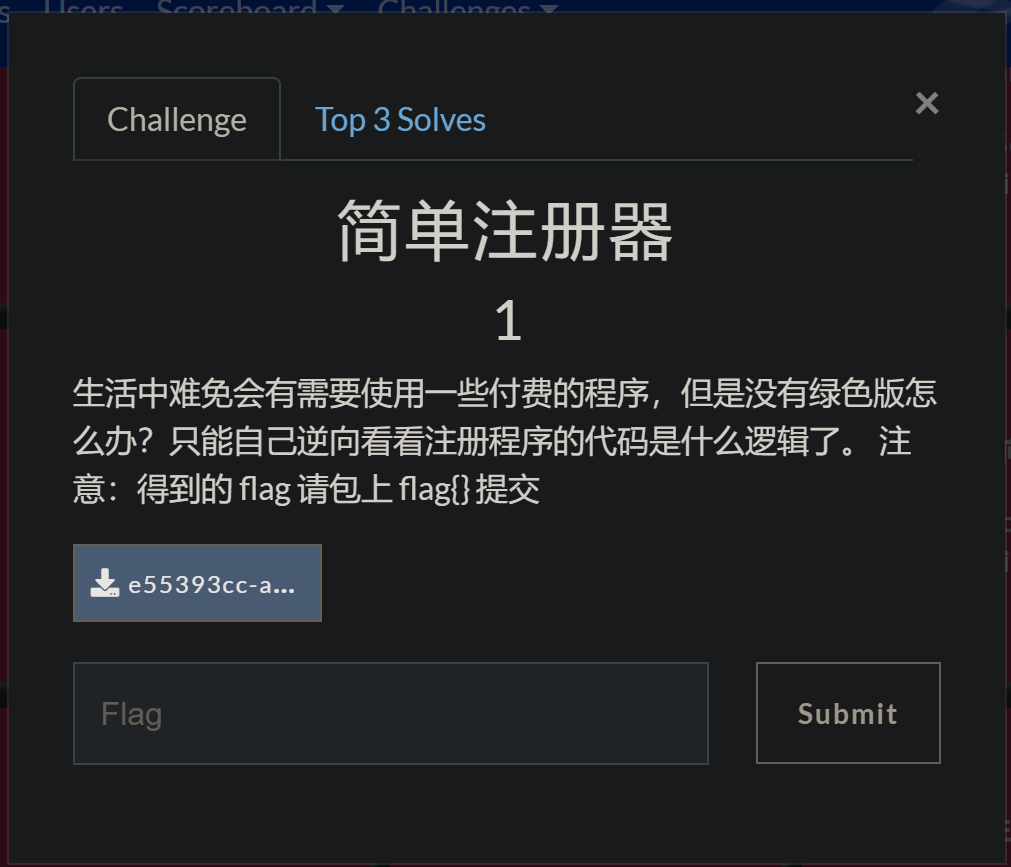 Users Scoreboard Challenges
Challenge Top 3 Solves ×
简单注册器
1
生活中难免会有需要使用一些付费的程序，但是没有绿色版怎
么办？只能自己逆向看看注册程序的代码是什么逻辑了。 注
意：得到的 flag 请包上 flag{} 提交
e55393cc-a...
Flag Submit